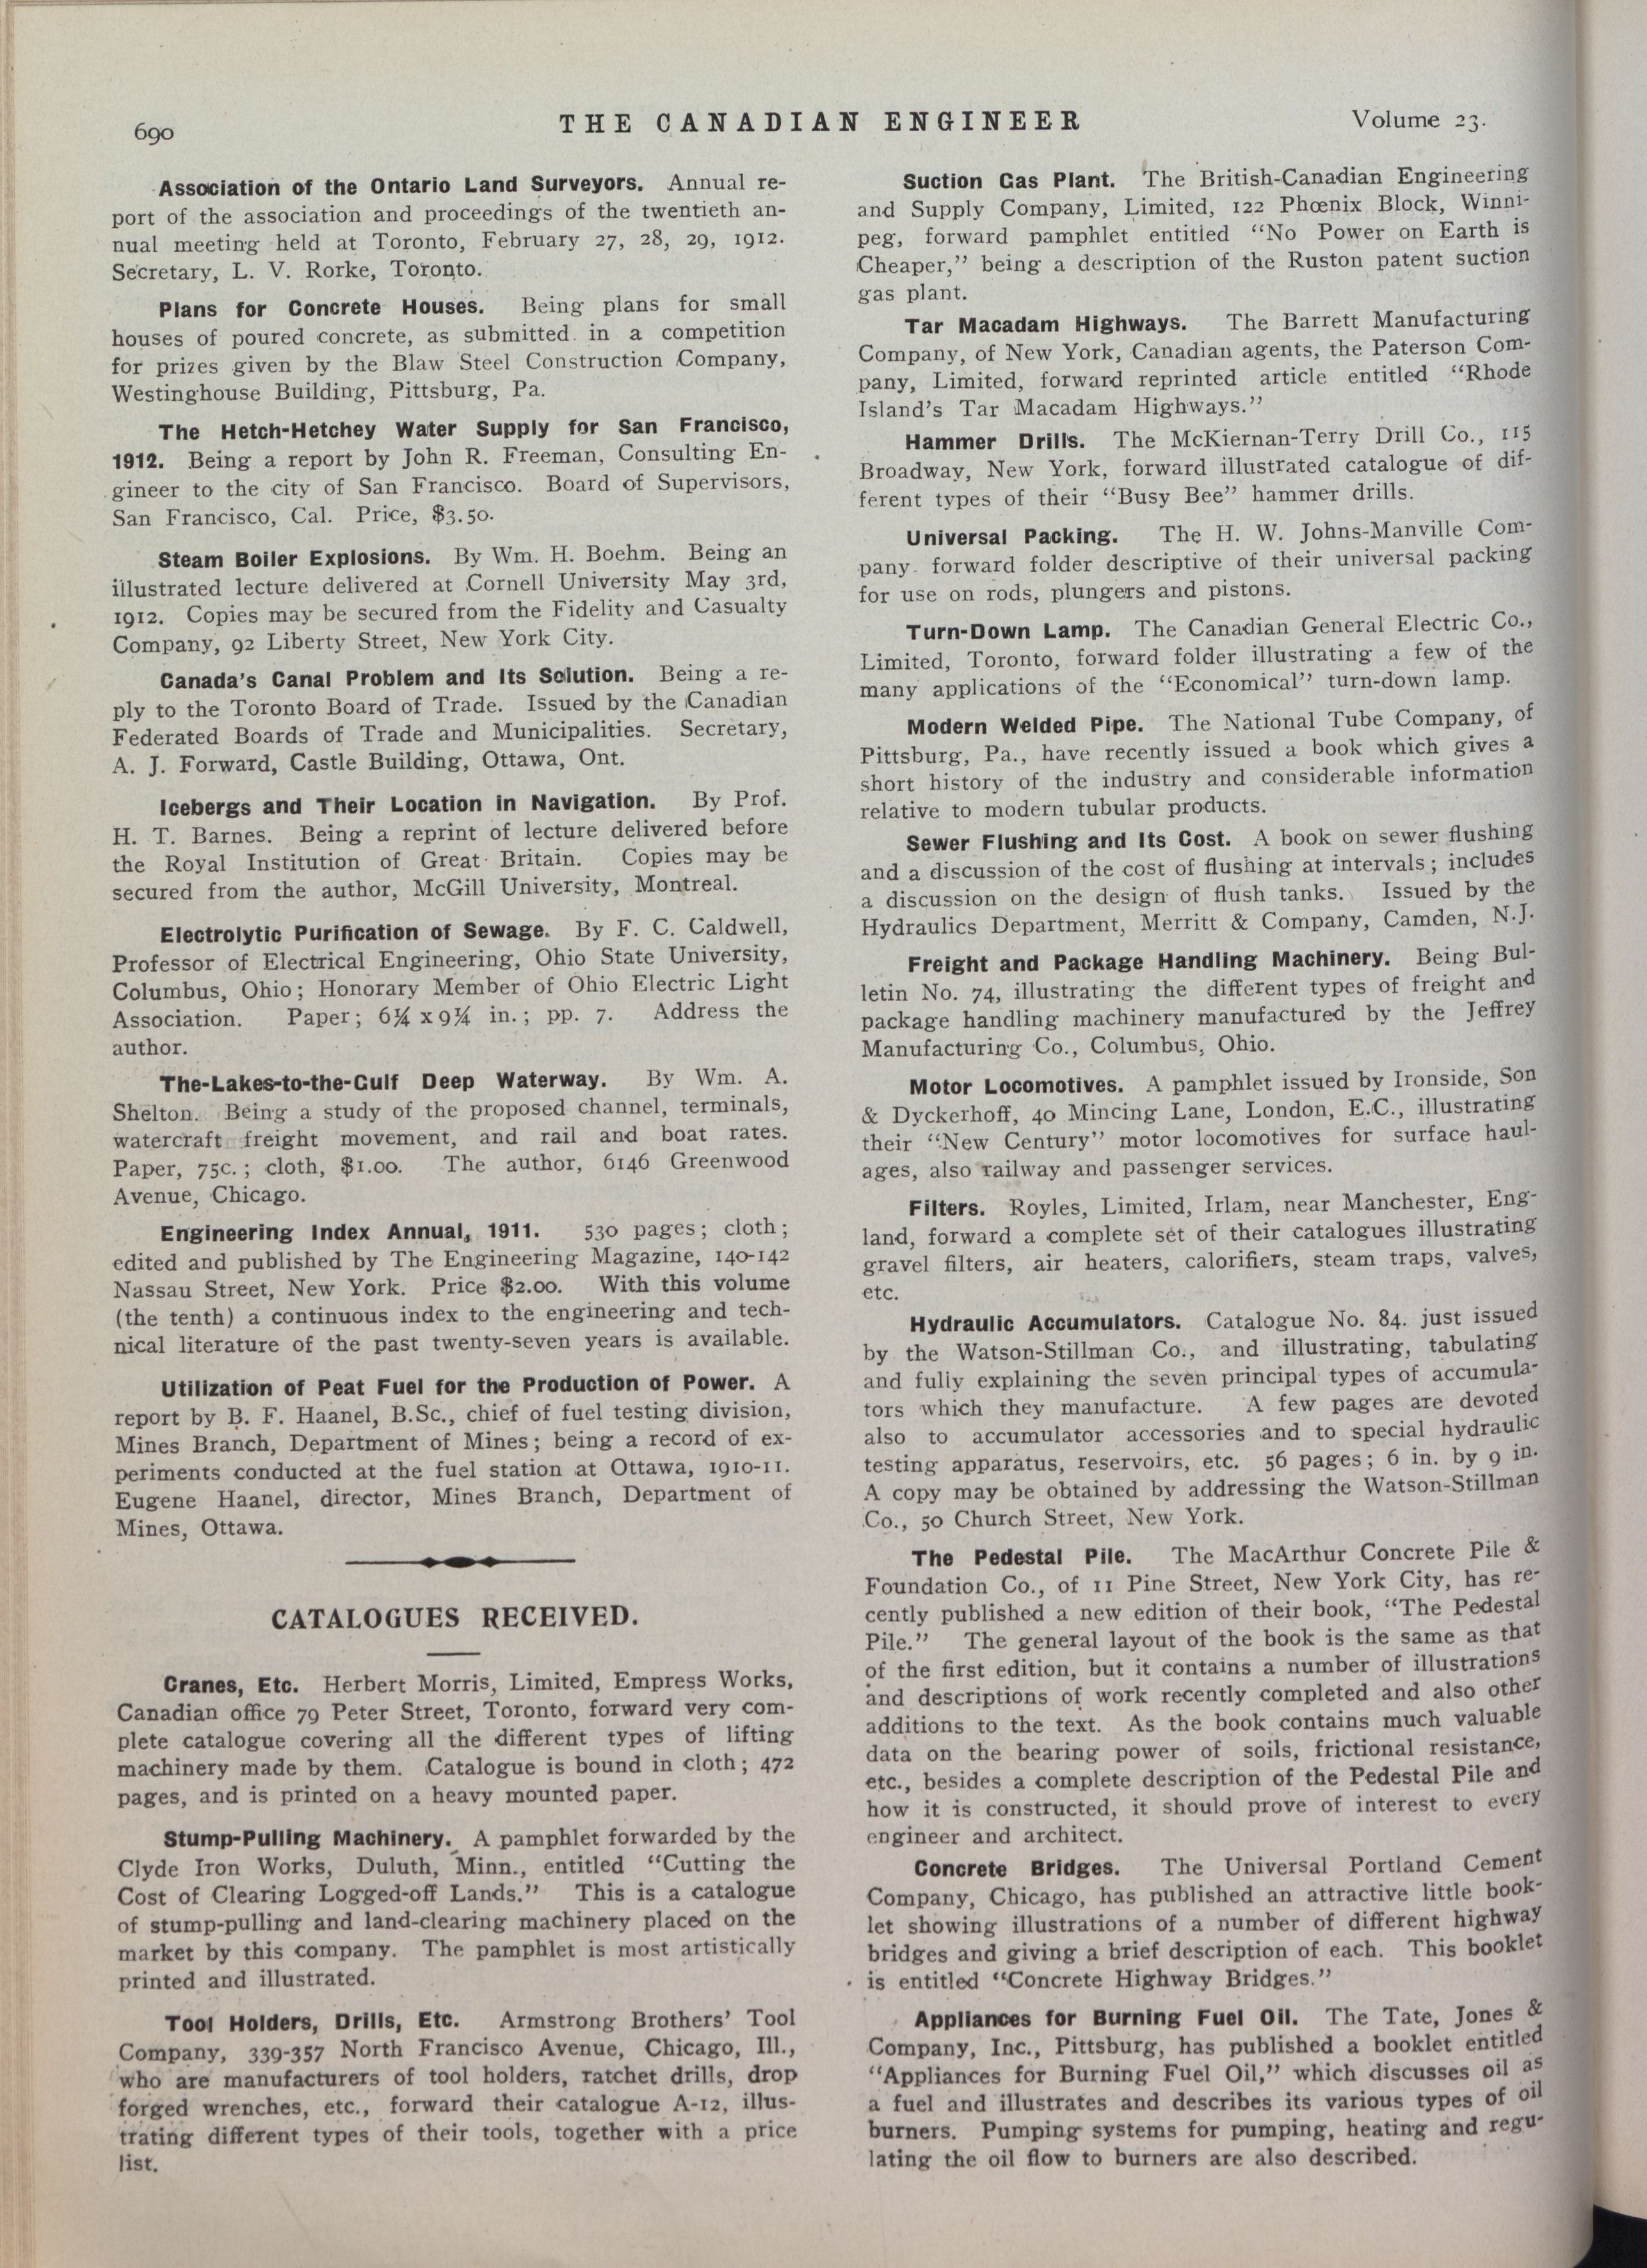 690
THE CANADIAN ENGINEER
Volume 23.
Association of the Ontario Land Surveyors. Annual re-
port of the association and proceedings of the twentieth an-
nual meeting held at Toronto, February 27, 28, 29, 1912.
Secretary, L. V. Rorke, Toronto.
Plans for Concrete Houses. Being plans for small
houses of poured concrete, as submitted in a competition
for prizes given by the Blaw Steel Construction Company,
Westinghouse Building, Pittsburg, Pa.
The Hetch-Hetchey Water Supply for San Francisco,
1912. Being a report by John R. Freeman, Consulting En-
gineer to the city of San Francisco. Board of Supervisors,
San Francisco, Cal. Price, $3.50.
Steam Boiler Explosions. By Wm. H. Boehm. Being an
illustrated lecture delivered at Cornell University May 3rd,
1912. Copies may be secured from the Fidelity and Casualty
Company, 92 Liberty Street, New York City.
Canada's Canal Problem and Its Solution. Being a re-
ply to the Toronto Board of Trade. Issued by the Canadian
Federated Boards of Trade and Municipalities. Secretary,
A. J. Forward, Castle Building, Ottawa, Ont.
Icebergs and Their Location in Navigation. By Prof.
H. T. Barnes. Being a reprint of lecture delivered before
the Royal Institution of Great Britain. Copies may be
secured from the author, McGill University, Montreal.
Electrolytic Purification of Sewage. By F. C. Caldwell,
Professor of Electrical Engineering, Ohio State University,
Columbus, Ohio; Honorary Member of Ohio Electric Light
Association. Paper; 6¼ x 9¼ in.; pp. 7. Address the
author.
The-Lakes-to-the-Gulf Deep Waterway. By Wm. A.
Shelton. Being a study of the proposed channel, terminals,
watercraft freight movement, and rail and boat rates.
Paper, 75c.; cloth, $1.00. The author, 6146 Greenwood
Avenue, Chicago.
Engineering Index Annual, 1911. 530 pages; cloth;
edited and published by The Engineering Magazine, 140-142
Nassau Street, New York. Price $2.00. With this volume
(the tenth) a continuous index to the engineering and tech-
nical literature of the past twenty-seven years is available.
Utilization of Peat Fuel for the Production of Power. A
report by B. F. Haanel, B.Sc., chief of fuel testing division,
Mines Branch, Department of Mines; being a record of ex-
periments conducted at the fuel station at Ottawa, 1910-11.
Eugene Haanel, director, Mines Branch, Department of
Mines, Ottawa.
CATALOGUES RECEIVED.
Cranes, Etc. Herbert Morris, Limited, Empress Works,
Canadian office 79 Peter Street, Toronto, forward very com-
plete catalogue covering all the different types of lifting
machinery made by them. Catalogue is bound in cloth; 472
pages, and is printed on a heavy mounted paper.
Stump-Pulling Machinery. A pamphlet forwarded by the
Clyde Iron Works, Duluth, Minn., entitled "Cutting the
Cost of Clearing Logged-off Lands." This is a catalogue
of stump-pulling and land-clearing machinery placed on the
market by this company. The pamphlet is most artistically
printed and illustrated.
Tool Holders, Drills, Etc. Armstrong Brothers' Tool
Company, 339-357 North Francisco Avenue, Chicago, Ill.,
who are manufacturers of tool holders, ratchet drills, drop
forged wrenches, etc., forward their catalogue A-12, illus-
trating different types of their tools, together with a price
list.
Suction Gas Plant. The British-Canadian Engineering
and Supply Company, Limited, 122 Phœnix Block, Winni-
peg, forward pamphlet entitled "No Power on Earth is
Cheaper," being a description of the Ruston patent suction
gas plant.
Tar Macadam Highways. The Barrett Manufacturing
Company, of New York, Canadian agents, the Paterson Com-
pany, Limited, forward reprinted article entitled "Rhode
Island's Tar Macadam Highways."
Hammer Drills. The McKiernan-Terry Drill Co., 115
Broadway, New York, forward illustrated catalogue of dif-
ferent types of their "Busy Bee" hammer drills.
Universal Packing. The H. W. Johns-Manville Com-
pany forward folder descriptive of their universal packing
for use on rods, plungers and pistons.
Turn-Down Lamp. The Canadian General Electric Co.,
Limited, Toronto, forward folder illustrating a few of the
many applications of the "Economical" turn-down lamp.
Modern Welded Pipe. The National Tube Company, of
Pittsburg, Pa., have recently issued a book which gives a
short history of the industry and considerable information
relative to modern tubular products.
Sewer Flushing and Its Cost. A book on sewer flushing
and a discussion of the cost of flushing at intervals; includes
a discussion on the design of flush tanks. Issued by the
Hydraulics Department, Merritt & Company, Camden, N.J.
Freight and Package Handling Machinery. Being Bul-
letin No. 74, illustrating the different types of freight and
package handling machinery manufactured by the Jeffrey
Manufacturing Co., Columbus, Ohio.
Motor Locomotives. A pamphlet issued by Ironside, Son
& Dyckerhoff, 40 Mincing Lane, London, E.C., illustrating
their "New Century" motor locomotives for surface haul-
ages, also railway and passenger services.
Filters. Royles, Limited, Irlam, near Manchester, Eng-
land, forward a complete set of their catalogues illustrating
gravel filters, air heaters, calorifiers, steam traps, valves,
etc.
Hydraulic Accumulators. Catalogue No. 84. just issued
by the Watson-Stillman Co., and illustrating, tabulating
and fully explaining the seven principal types of accumula-
tors which they manufacture. A few pages are devoted
also to accumulator accessories and to special hydraulic
testing apparatus, reservoirs, etc. 56 pages; 6 in. by 9 in.
A copy may be obtained by addressing the Watson-Stillman
Co., 50 Church Street, New York.
The Pedestal Pile. The MacArthur Concrete Pile &
Foundation Co., of 11 Pine Street, New York City, has re-
cently published a new edition of their book, "The Pedestal
Pile." The general layout of the book is the same as that
of the first edition, but it contains a number of illustrations
and descriptions of work recently completed and also other
additions to the text. As the book contains much valuable
data on the bearing power of soils, frictional resistance,
etc., besides a complete description of the Pedestal Pile and
how it is constructed, it should prove of interest to every
engineer and architect.
Concrete Bridges. The Universal Portland Cement
Company, Chicago, has published an attractive little book-
let showing illustrations of a number of different highway
bridges and giving a brief description of each. This booklet
is entitled "Concrete Highway Bridges."
Appliances for Burning Fuel Oil. The Tate, Jones &
Company, Inc., Pittsburg, has published a booklet entitled
"Appliances for Burning Fuel Oil," which discusses oil as
a fuel and illustrates and describes its various types of oil
burners. Pumping systems for pumping, heating and regu-
lating the oil flow to burners are also described.